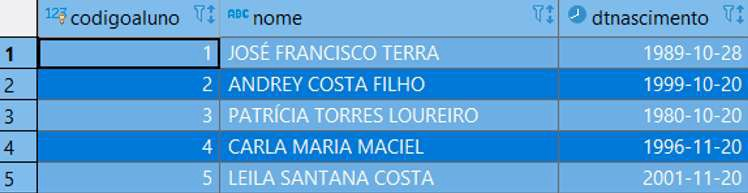 123 codigoaluno ABC nome dtnascimento
1 1 JOSÉ FRANCISCO TERRA 1989-10-28
2 2 ANDREY COSTA FILHO 1999-10-20
3 3 PATRÍCIA TORRES LOUREIRO 1980-10-20
4 4 CARLA MARIA MACIEL 1996-11-20
5 5 LEILA SANTANA COSTA 2001-11-20